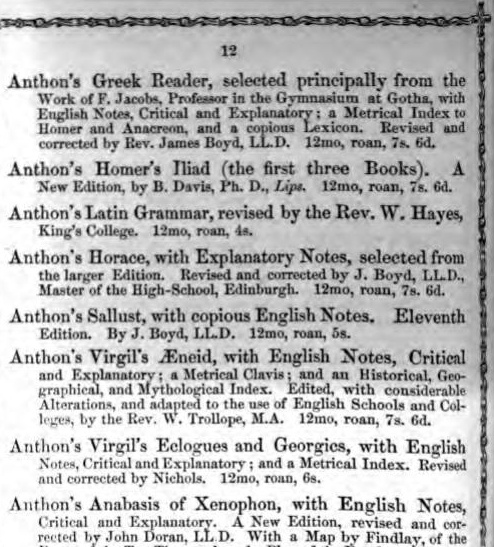 12
Anthon's Greek Reader, selected principally from the
Work of F. Jacobs, Professor in the Gymnasium at Gotha, with
English Notes, Critical and Explanatory; a Metrical Index to
Homer and Anacreon, and a copious Lexicon. Revised and
corrected by Rev. James Boyd, LL.D. 12mo, roan, 7s. 6d.
Anthon's Homer's Iliad (the first three Books). A
New Edition, by B. Davis, Ph. D., Lips. 12mo, roan, 7s. 6d.
Anthon's Latin Grammar, revised by the Rev. W. Hayes,
King's College. 12mo, roan, 4s.
Anthon's Horace, with Explanatory Notes, selected from
the larger Edition. Revised and corrected by J. Boyd, LL.D.,
Master of the High-School, Edinburgh. 12mo, roan, 7s. 6d.
Anthon's Sallust, with copious English Notes. Eleventh
Edition. By J. Boyd, LL.D. 12mo, roan, 5s.
Anthon's Virgil's Æneid, with English Notes, Critical
and Explanatory; a Metrical Clavis; and an Historical, Geo-
graphical, and Mythological Index. Edited, with considerable
Alterations, and adapted to the use of English Schools and Col-
leges, by the Rev. W. Trollope, M.A. 12mo, roan, 7s. 6d.
Anthon's Virgil's Eclogues and Georgics, with English
Notes, Critical and Explanatory; and a Metrical Index. Revised
and corrected by Nichols. 12mo, roan, 6s.
Anthon's Anabasis of Xenophon, with English Notes,
Critical and Explanatory. A New Edition, revised and cor-
rected by John Doran, LL.D. With a Map by Findlay, of the